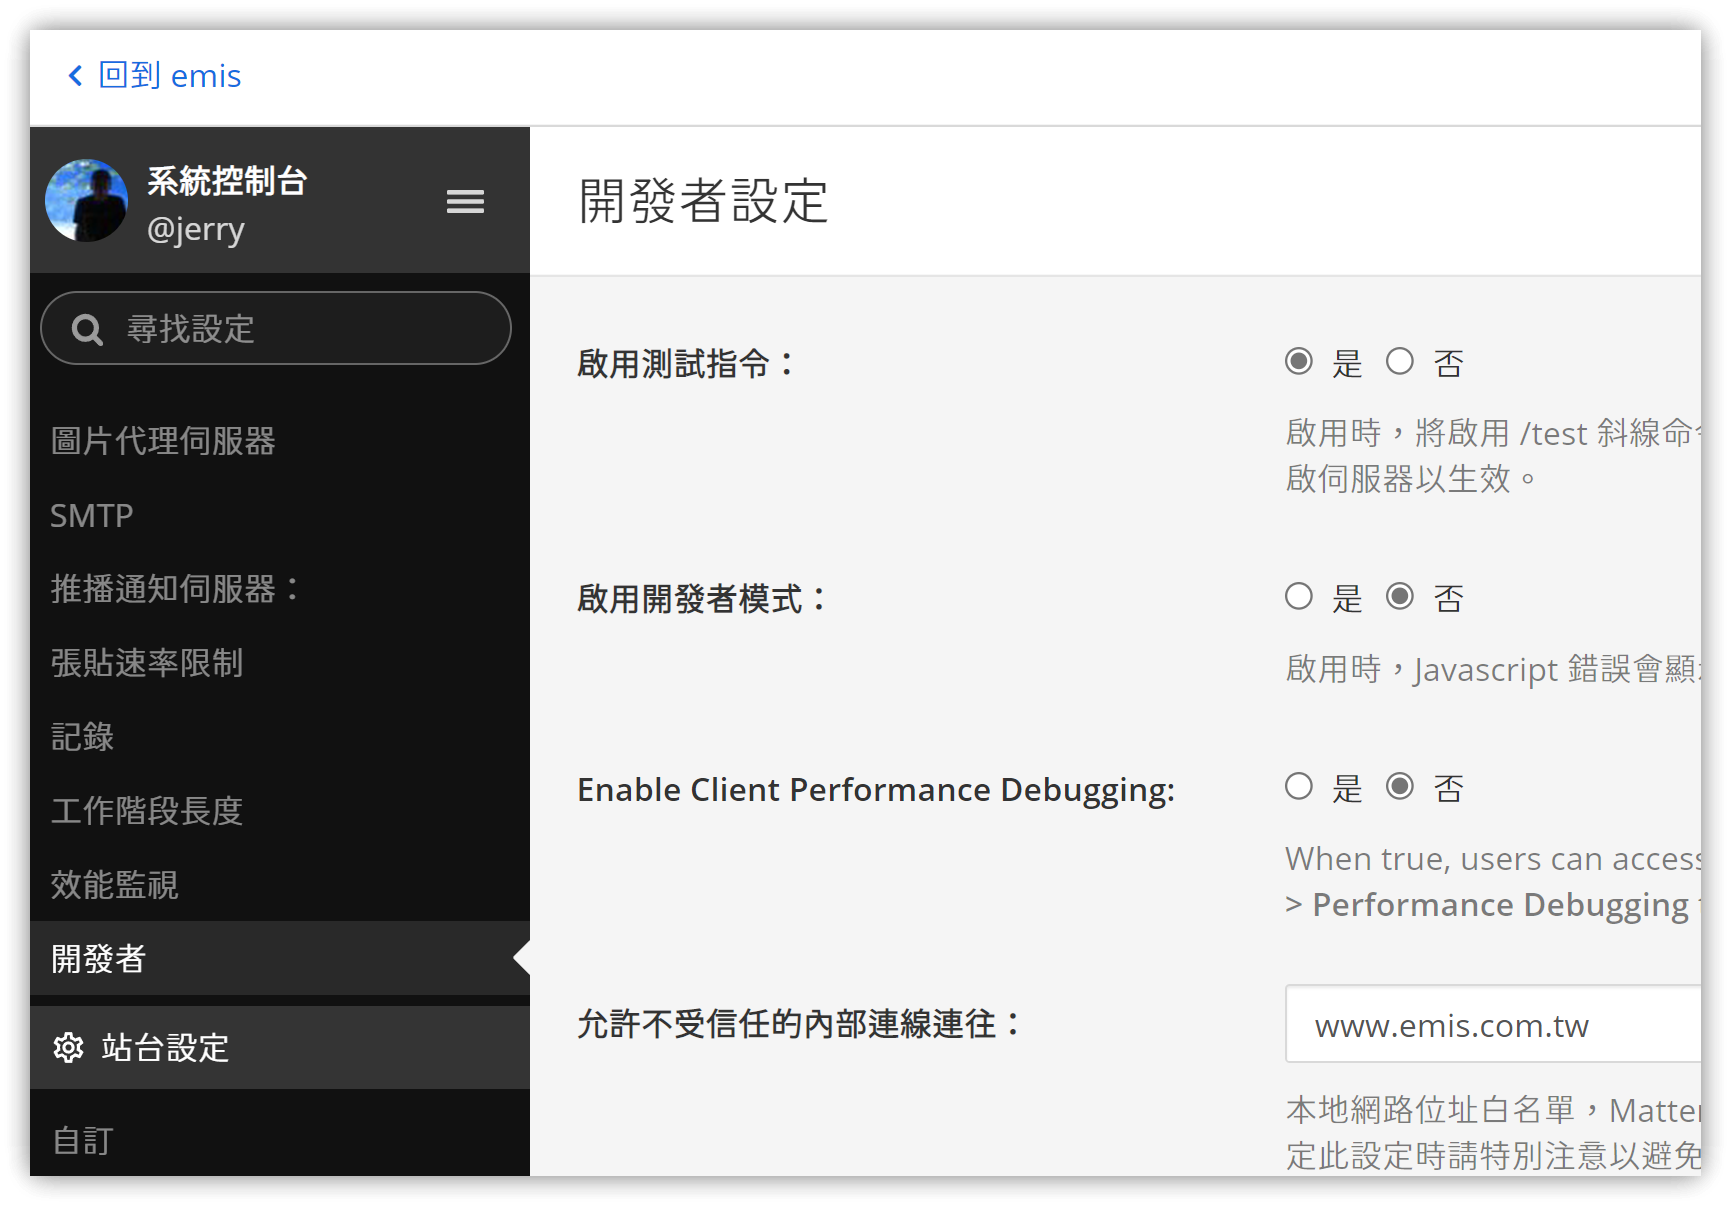 回到 emis
系統控制台
@jerry
尋找設定
圖片代理伺服器
SMTP
推播通知伺服器：
張貼速率限制
記錄
工作階段長度
效能監視
開發者
站台設定
自訂
開發者設定
啟用測試指令：
是 否
啟用時，將啟用 /test 斜線命
啟伺服器以生效。
啟用開發者模式：
是 否
啟用時，Javascript 錯誤會顯
Enable Client Performance Debugging:
是 否
When true, users can access
> Performance Debugging
允許不受信任的內部連線連往：
www.emis.com.tw
本地網路位址白名單，Matter
定此設定時請特別注意以避免